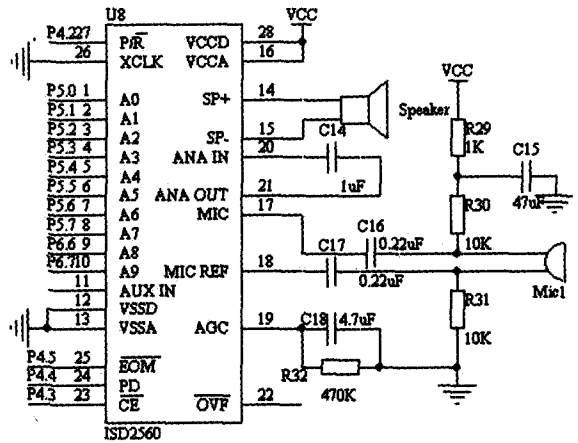 U8
VCC
P4.2 27 P/R VCCD 28
26 XCLK VCCA 16
VCC
P5.0 1 A0 SP+ 14
Speaker
P5.1 2 A1
P5.2 3 A2 SP- 15
R29
1K
P5.3 4 A3 ANA IN 20
C14
C15
P5.4 5 A4
P5.5 6 A5 ANA OUT 21
1uF
47uF
P5.6 7 A6 MIC 17
R30
P5.7 8 A7
C16
P6.6 9 A8
C17
0.22uF
10K
P6.7 10 A9 MIC REF 18
0.22uF
Mic1
11 AUX IN
12 VSSD
R31
13 VSSA AGC 19
C18
4.7uF
10K
P4.5 25 EOM
R32
P4.4 24 PD
470K
P4.3 23 CE OVF 22
ISD2560